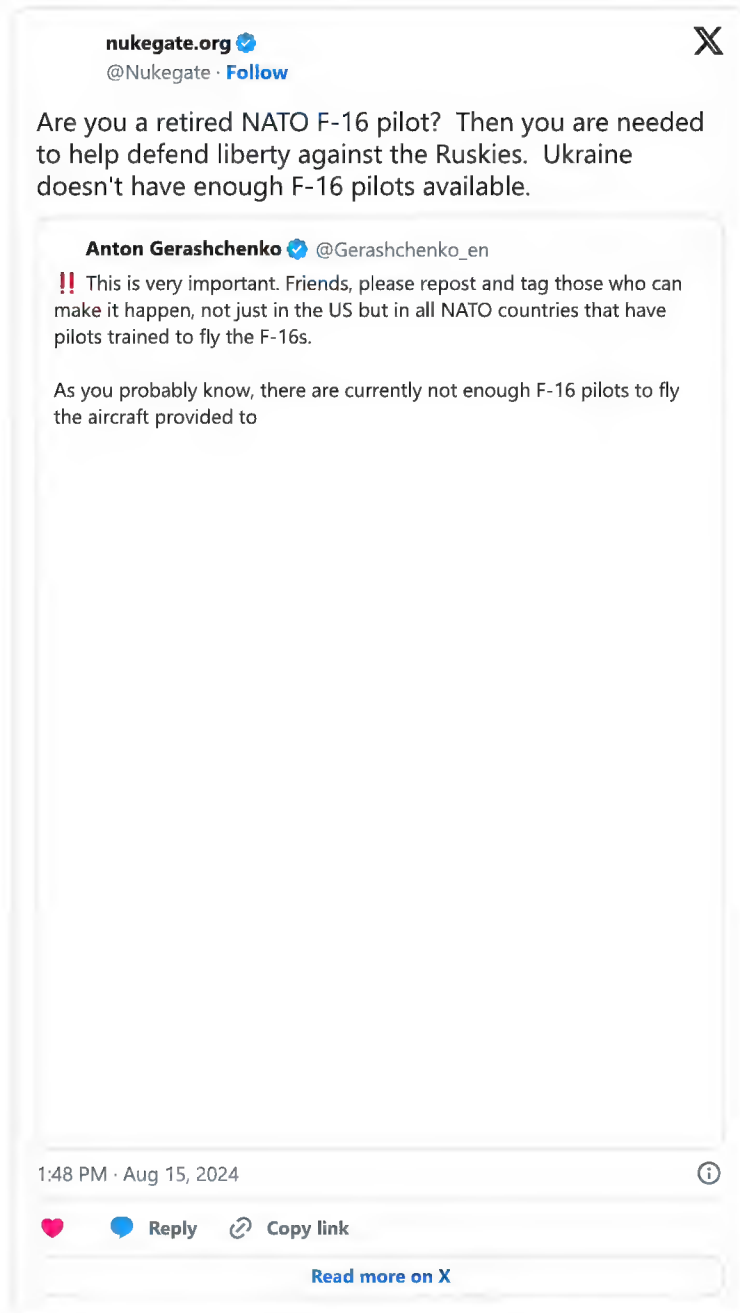 nukegate.org
@Nukegate · Follow
Are you a retired NATO F-16 pilot?  Then you are needed
to help defend liberty against the Ruskies.  Ukraine
doesn't have enough F-16 pilots available.
Anton Gerashchenko @Gerashchenko_en
‼️ This is very important. Friends, please repost and tag those who can
make it happen, not just in the US but in all NATO countries that have
pilots trained to fly the F-16s.
As you probably know, there are currently not enough F-16 pilots to fly
the aircraft provided to
1:48 PM · Aug 15, 2024
Reply Copy link
Read more on X